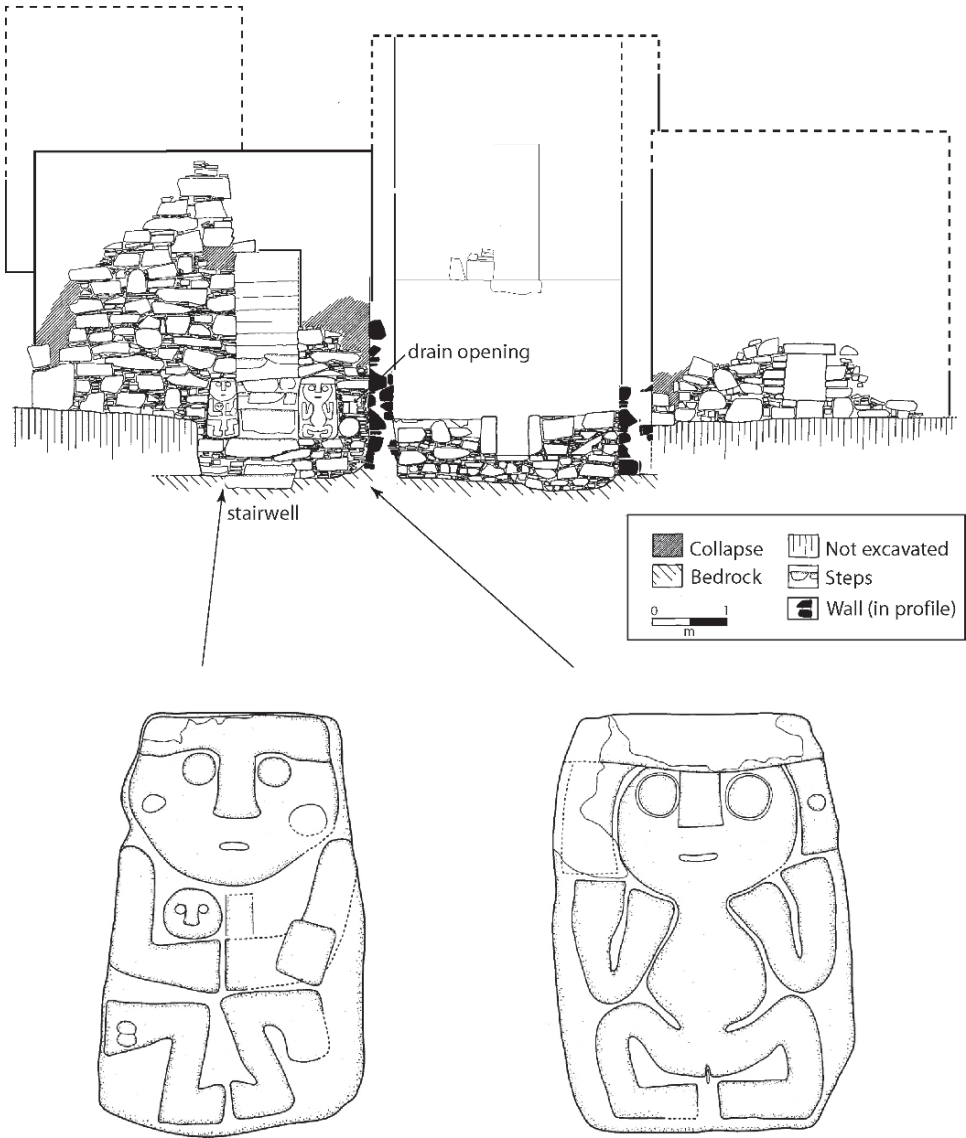 drain opening
stairwell
Collapse
Not excavated
Bedrock
Steps
0 1
m
Wall (in profile)